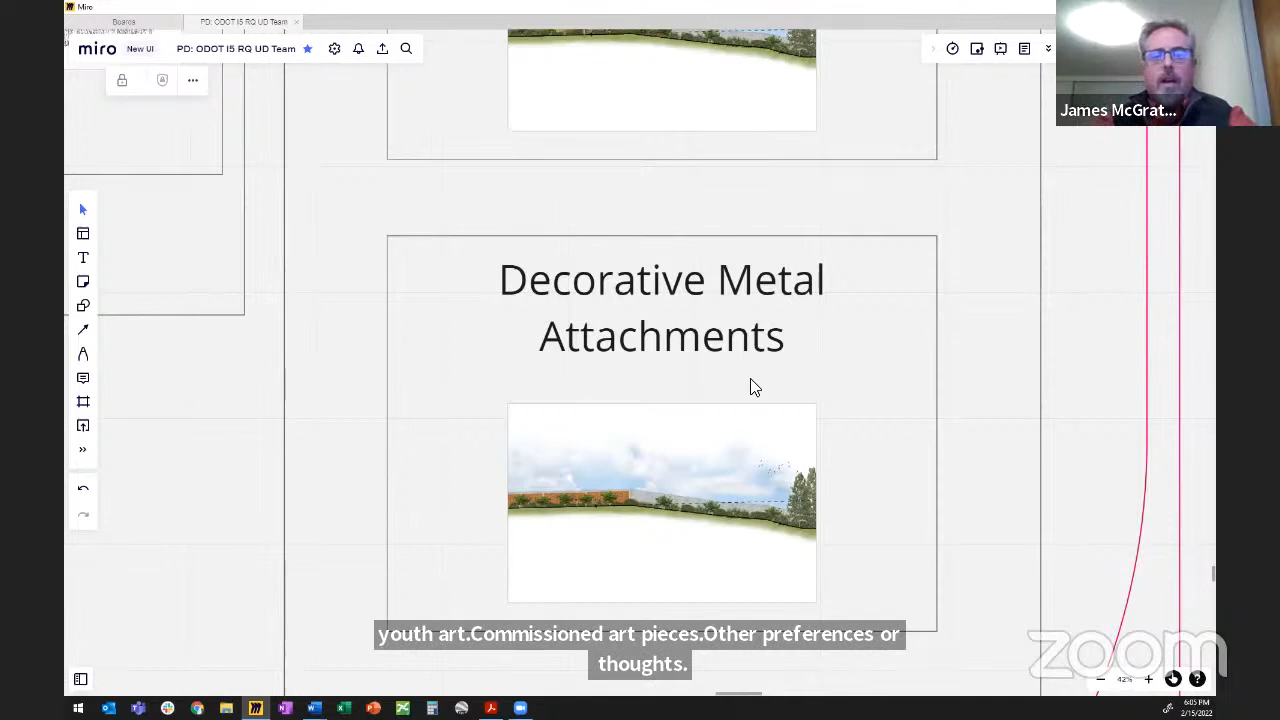 Miro
Boards
PD: ODOT I5 RQ UD Team
miro
New UI
PD: ODOT I5 RQ UD Team
James McGrat...
Decorative Metal
Attachments
youth art.Commissioned art pieces.Other preferences or
thoughts.
zoom
42%
6:05 PM
2/15/2022